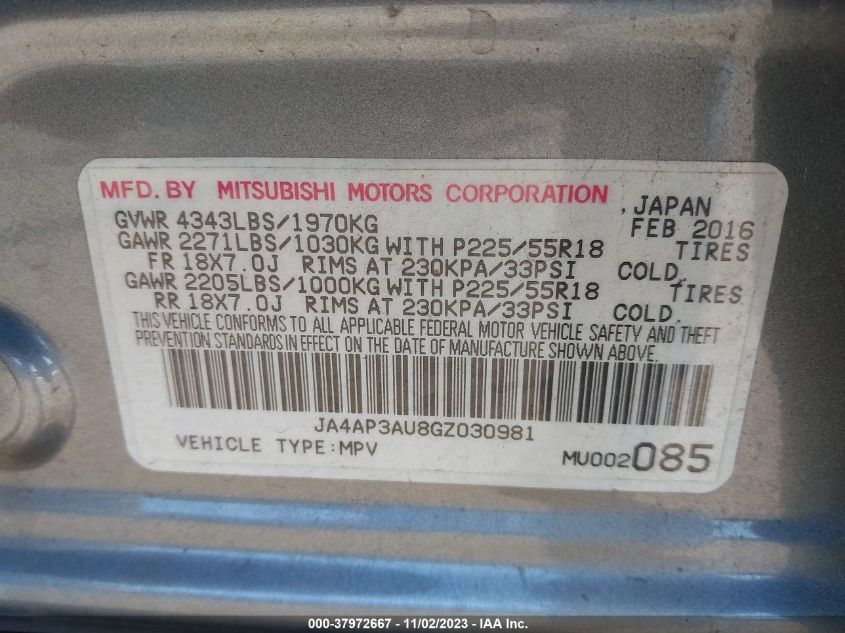 MFD. BY MITSUBISHI MOTORS CORPORATION , JAPAN
GVWR 4343LBS/1970KG FEB 2016
GAWR 2271LBS/1030KG WITH P225/55R18 TIRES
FR 18X7.0J RIMS AT 230KPA/33PSI COLD.
GAWR 2205LBS/1000KG WITH P225/55R18 TIRES
RR 18X7.0J RIMS AT 230KPA/33PSI COLD.
THIS VEHICLE CONFORMS TO ALL APPLICABLE FEDERAL MOTOR VEHICLE SAFETY AND THEFT
PREVENTION STANDARDS IN EFFECT ON THE DATE OF MANUFACTURE SHOWN ABOVE.
JA4AP3AU8GZ030981
VEHICLE TYPE:MPV MU002085
000-37972667 - 11/02/2023 - IAA Inc.